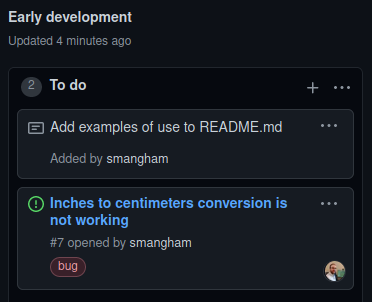 Early development
Updated 4 minutes ago
2 To do
Add examples of use to README.md
Added by smangham
Inches to centimeters conversion is
not working
#7 opened by smangham
bug